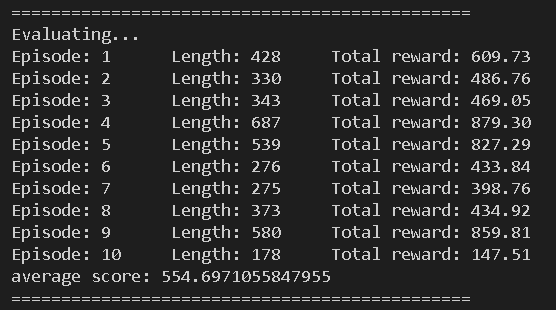 ==============================================
Evaluating...
Episode: 1 Length: 428 Total reward: 609.73
Episode: 2 Length: 330 Total reward: 486.76
Episode: 3 Length: 343 Total reward: 469.05
Episode: 4 Length: 687 Total reward: 879.30
Episode: 5 Length: 539 Total reward: 827.29
Episode: 6 Length: 276 Total reward: 433.84
Episode: 7 Length: 275 Total reward: 398.76
Episode: 8 Length: 373 Total reward: 434.92
Episode: 9 Length: 580 Total reward: 859.81
Episode: 10 Length: 178 Total reward: 147.51
average score: 554.6971055847955
==============================================